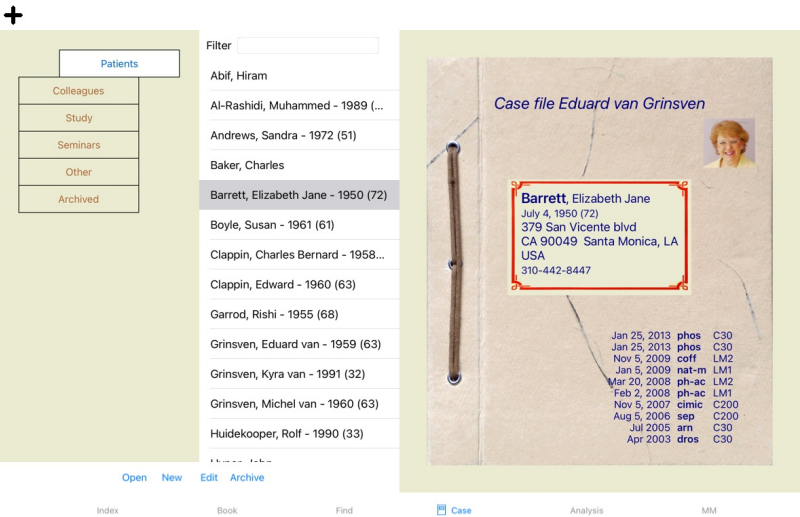 Patients
Colleagues
Study
Seminars
Other
Archived
Filter
Abif, Hiram
Al-Rashidi, Muhammed - 1989 (...
Andrews, Sandra - 1972 (51)
Baker, Charles
Barrett, Elizabeth Jane - 1950 (72)
Boyle, Susan - 1961 (61)
Clappin, Charles Bernard - 1958...
Clappin, Edward - 1960 (63)
Garrod, Rishi - 1955 (68)
Grinsven, Eduard van - 1959 (63)
Grinsven, Kyra van - 1991 (32)
Grinsven, Michel van - 1960 (63)
Huidekooper, Rolf - 1990 (33)
Open New Edit Archive
Case file Eduard van Grinsven
Barrett, Elizabeth Jane
July 4, 1950 (72)
379 San Vicente blvd
CA 90049 Santa Monica, LA
USA
310-442-8447
Jan 25, 2013 phos C30
Jan 25, 2013 phos C30
Nov 5, 2009 coff LM2
Jan 5, 2009 nat-m LM1
Mar 20, 2008 ph-ac LM2
Feb 2, 2008 ph-ac LM1
Nov 5, 2007 cimic C200
Aug 5, 2006 sep C200
Jul 2005 arn C30
Apr 2003 dros C30
Index Book Find Case Analysis MM